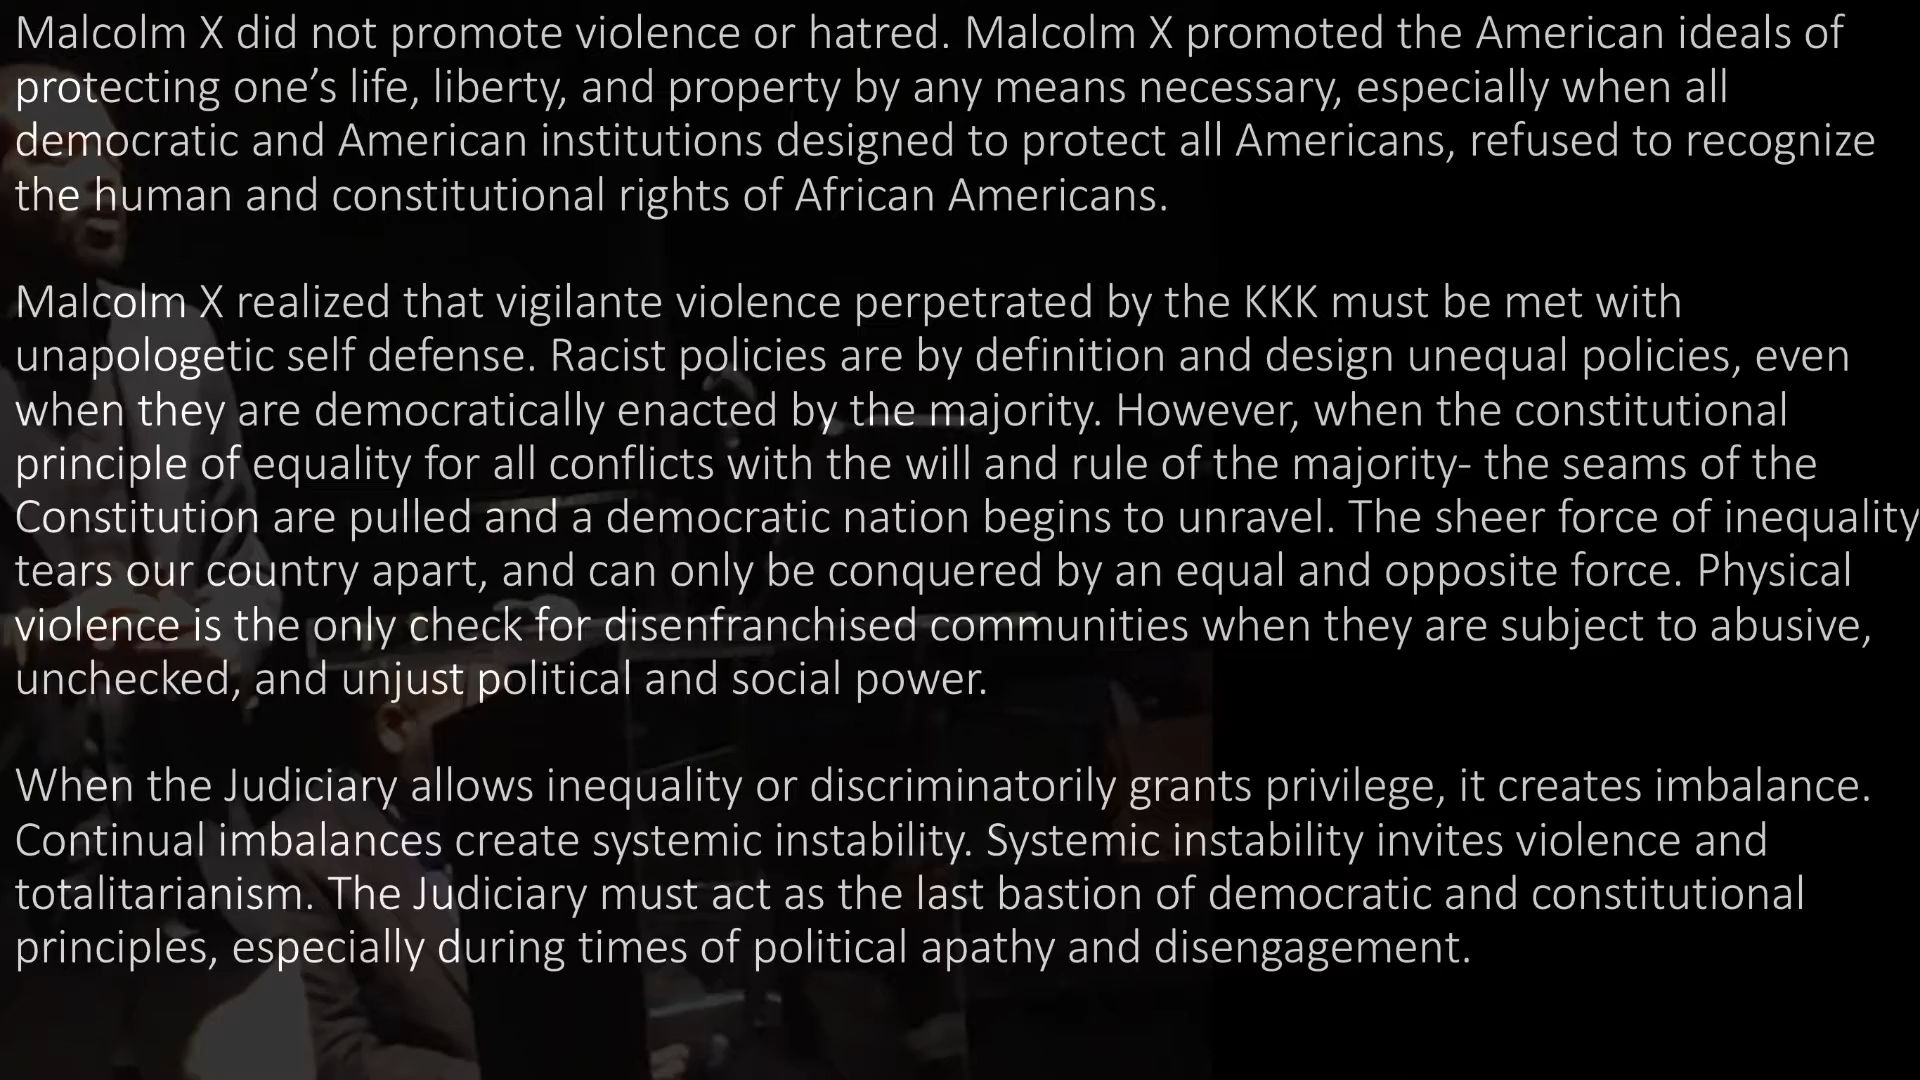 Malcolm X did not promote violence or hatred. Malcolm X promoted the American ideals of
protecting one’s life, liberty, and property by any means necessary, especially when all
democratic and American institutions designed to protect all Americans, refused to recognize
the human and constitutional rights of African Americans.
Malcolm X realized that vigilante violence perpetrated by the KKK must be met with
unapologetic self defense. Racist policies are by definition and design unequal policies, even
when they are democratically enacted by the majority. However, when the constitutional
principle of equality for all conflicts with the will and rule of the majority- the seams of the
Constitution are pulled and a democratic nation begins to unravel. The sheer force of inequality
tears our country apart, and can only be conquered by an equal and opposite force. Physical
violence is the only check for disenfranchised communities when they are subject to abusive,
unchecked, and unjust political and social power.
When the Judiciary allows inequality or discriminatorily grants privilege, it creates imbalance.
Continual imbalances create systemic instability. Systemic instability invites violence and
totalitarianism. The Judiciary must act as the last bastion of democratic and constitutional
principles, especially during times of political apathy and disengagement.